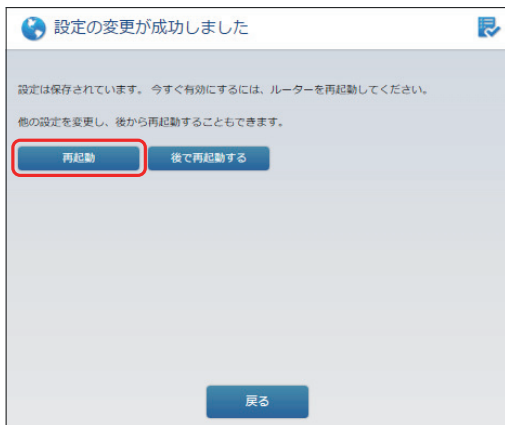 設定の変更が成功しました
設定は保存されています。 今すぐ有効にするには、ルーターを再起動してください。
他の設定を変更し、後から再起動することもできます。
再起動 後で再起動する
戻る